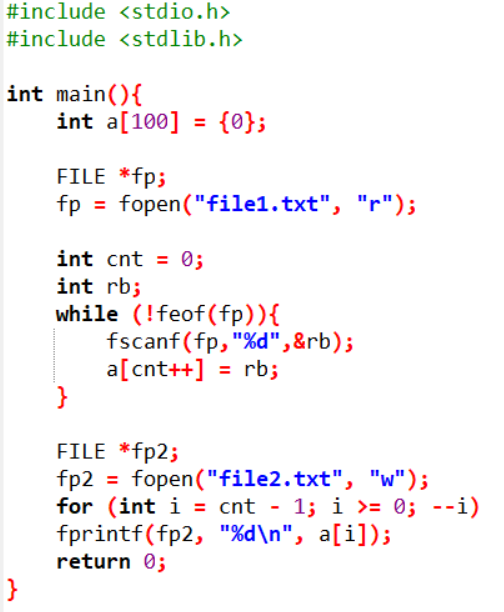 #include <stdio.h>
#include <stdlib.h>
int main(){
int a[100] = {0};
FILE *fp;
fp = fopen("file1.txt", "r");
int cnt = 0;
int rb;
while (!feof(fp)){
fscanf(fp,"%d",&rb);
a[cnt++] = rb;
}
FILE *fp2;
fp2 = fopen("file2.txt", "w");
for (int i = cnt - 1; i >= 0; --i)
fprintf(fp2, "%d\n", a[i]);
return 0;
}